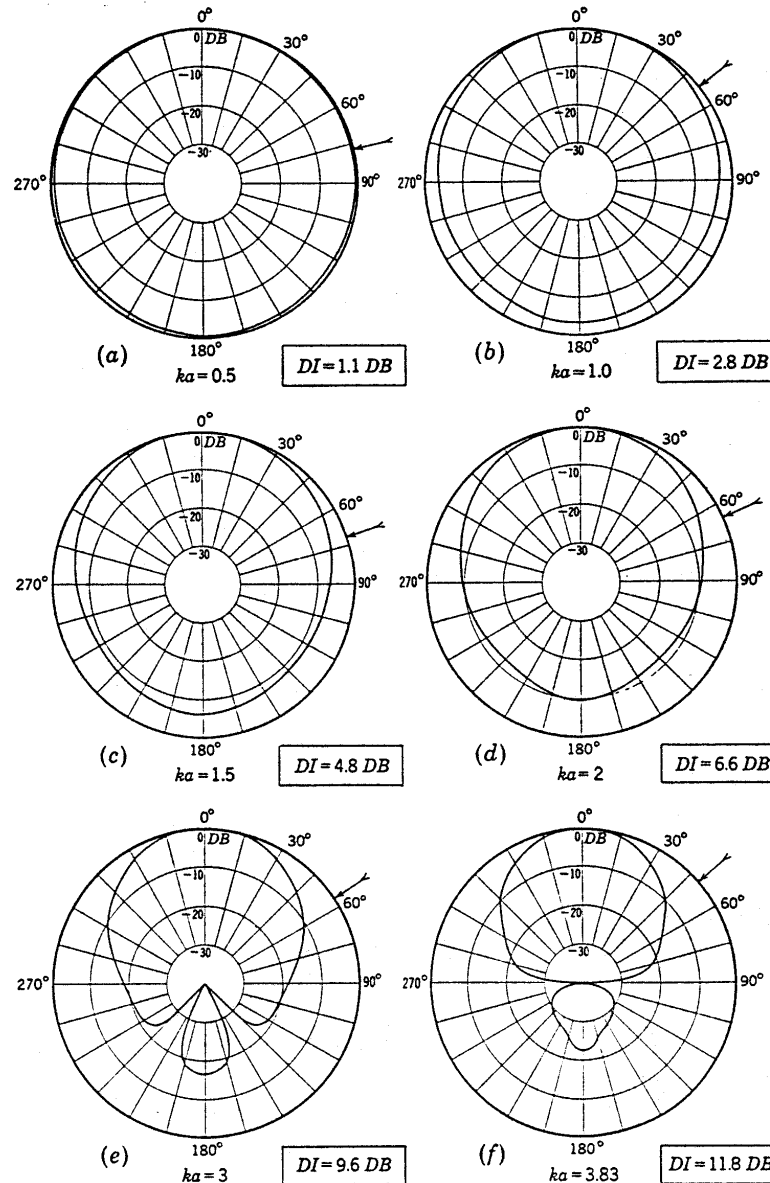 0° 0°
0 DB 30° 0 DB 30°
-10 -10
-20 60° -20 60°
-30 -30
270° 90° 270° 90°
(a) 180° (b) 180°
ka=0.5 DI=1.1 DB ka=1.0 DI=2.8 DB
0° 0°
0 DB 30° 0 DB 30°
-10 -10
-20 60° -20 60°
-30 -30
270° 90° 270° 90°
(c) 180° (d) 180°
ka=1.5 DI=4.8 DB ka=2 DI=6.6 DB
0° 0°
0 DB 30° 0 DB 30°
-10 -10
-20 60° -20 60°
-30 -30
270° 90° 270° 90°
(e) 180° (f) 180°
ka=3 DI=9.6 DB ka=3.83 DI=11.8 DB